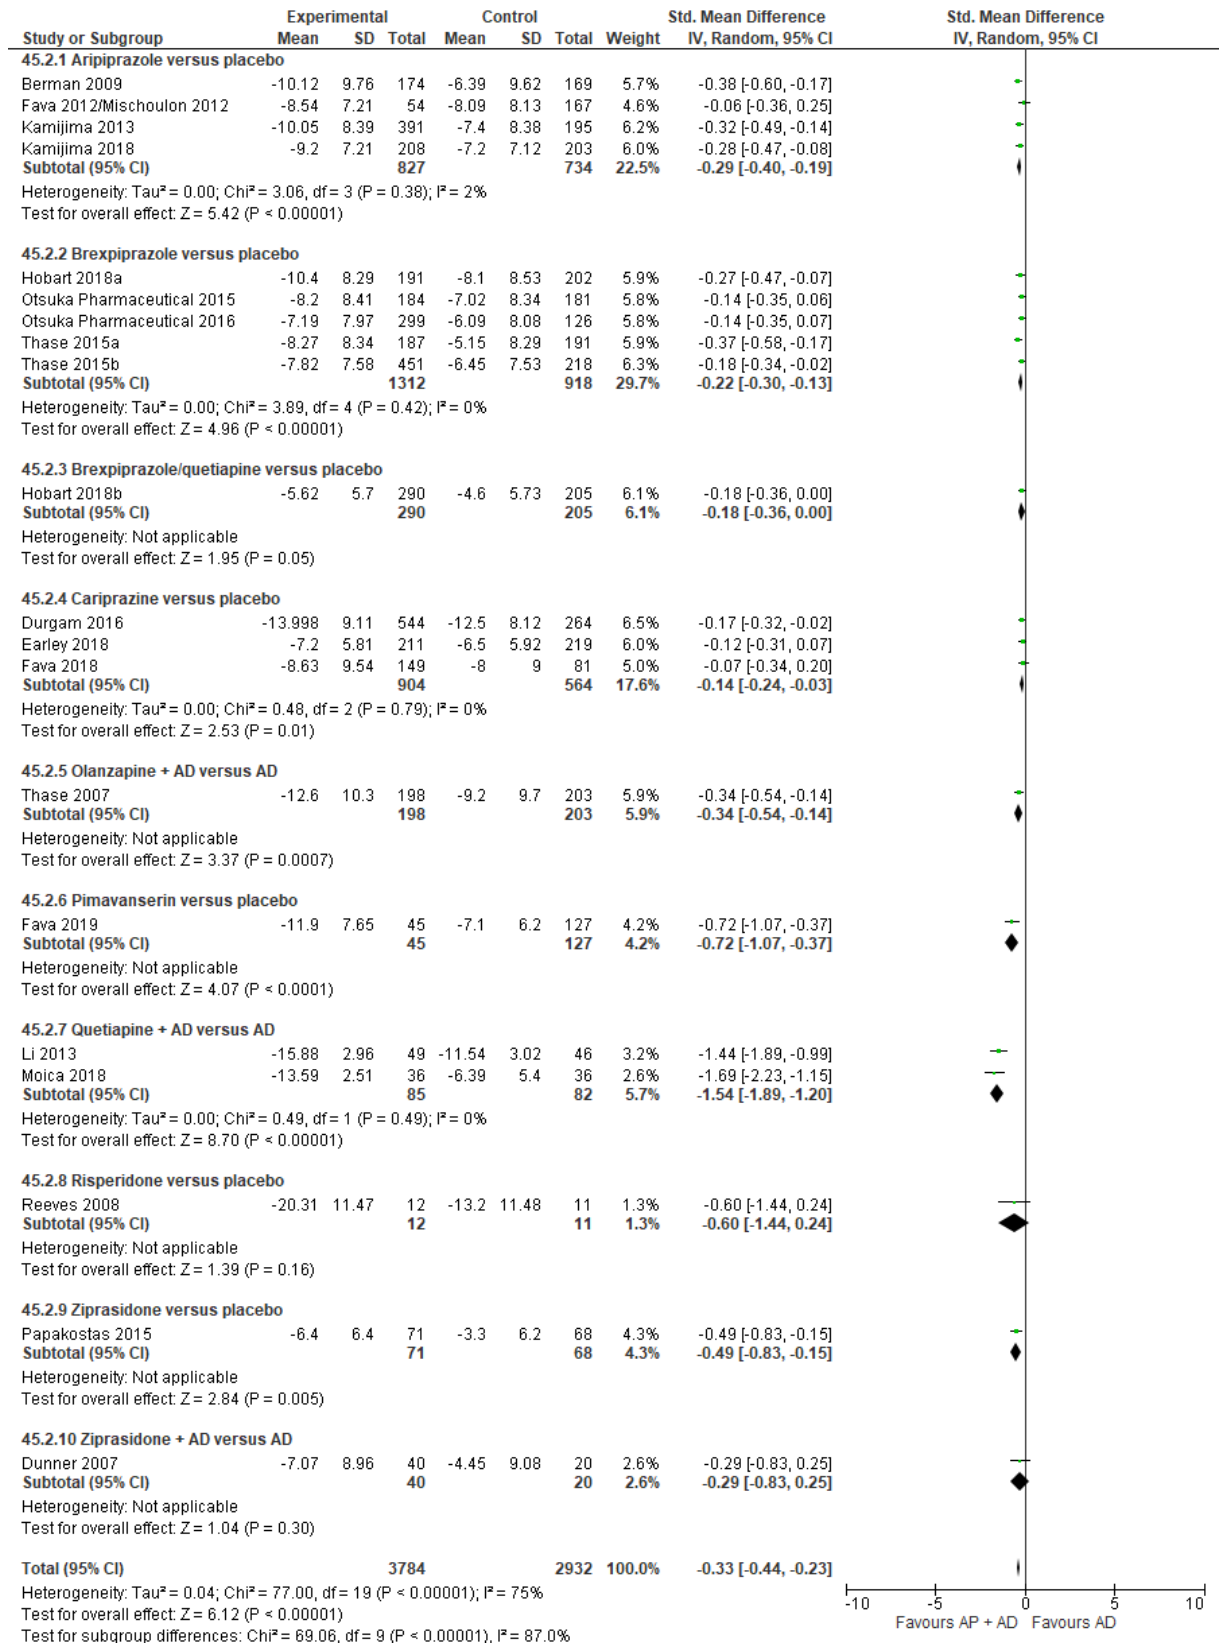 Experimental Control Std. Mean Difference Std. Mean Difference
Study or Subgroup Mean SD Total Mean SD Total Weight IV, Random, 95% CI IV, Random, 95% CI
45.2.1 Aripiprazole versus placebo
Berman 2009 -10.12 9.76 174 -6.39 9.62 169 5.7% -0.38 [-0.60, -0.17]
Fava 2012/Mischoulon 2012 -8.54 7.21 54 -8.09 8.13 167 4.6% -0.06 [-0.36, 0.25]
Kamijima 2013 -10.05 8.39 391 -7.4 8.38 195 6.2% -0.32 [-0.49, -0.14]
Kamijima 2018 -9.2 7.21 208 -7.2 7.12 203 6.0% -0.28 [-0.47, -0.08]
Subtotal (95% CI) 827 734 22.5% -0.29 [-0.40, -0.19]
Heterogeneity: Tau² = 0.00; Chi² = 3.06, df = 3 (P = 0.38); I² = 2%
Test for overall effect: Z = 5.42 (P < 0.00001)
45.2.2 Brexpiprazole versus placebo
Hobart 2018a -10.4 8.29 191 -8.1 8.53 202 5.9% -0.27 [-0.47, -0.07]
Otsuka Pharmaceutical 2015 -8.2 8.41 184 -7.02 8.34 181 5.8% -0.14 [-0.35, 0.06]
Otsuka Pharmaceutical 2016 -7.19 7.97 299 -6.09 8.08 126 5.8% -0.14 [-0.35, 0.07]
Thase 2015a -8.27 8.34 187 -5.15 8.29 191 5.9% -0.37 [-0.58, -0.17]
Thase 2015b -7.82 7.58 451 -6.45 7.53 218 6.3% -0.18 [-0.34, -0.02]
Subtotal (95% CI) 1312 918 29.7% -0.22 [-0.30, -0.13]
Heterogeneity: Tau² = 0.00; Chi² = 3.89, df = 4 (P = 0.42); I² = 0%
Test for overall effect: Z = 4.96 (P < 0.00001)
45.2.3 Brexpiprazole/quetiapine versus placebo
Hobart 2018b -5.62 5.7 290 -4.6 5.73 205 6.1% -0.18 [-0.36, 0.00]
Subtotal (95% CI) 290 205 6.1% -0.18 [-0.36, 0.00]
Heterogeneity: Not applicable
Test for overall effect: Z = 1.95 (P = 0.05)
45.2.4 Cariprazine versus placebo
Durgam 2016 -13.998 9.11 544 -12.5 8.12 264 6.5% -0.17 [-0.32, -0.02]
Earley 2018 -7.2 5.81 211 -6.5 5.92 219 6.0% -0.12 [-0.31, 0.07]
Fava 2018 -8.63 9.54 149 -8 9 81 5.0% -0.07 [-0.34, 0.20]
Subtotal (95% CI) 904 564 17.6% -0.14 [-0.24, -0.03]
Heterogeneity: Tau² = 0.00; Chi² = 0.48, df = 2 (P = 0.79); I² = 0%
Test for overall effect: Z = 2.53 (P = 0.01)
45.2.5 Olanzapine + AD versus AD
Thase 2007 -12.6 10.3 198 -9.2 9.7 203 5.9% -0.34 [-0.54, -0.14]
Subtotal (95% CI) 198 203 5.9% -0.34 [-0.54, -0.14]
Heterogeneity: Not applicable
Test for overall effect: Z = 3.37 (P = 0.0007)
45.2.6 Pimavanserin versus placebo
Fava 2019 -11.9 7.65 45 -7.1 6.2 127 4.2% -0.72 [-1.07, -0.37]
Subtotal (95% CI) 45 127 4.2% -0.72 [-1.07, -0.37]
Heterogeneity: Not applicable
Test for overall effect: Z = 4.07 (P < 0.0001)
45.2.7 Quetiapine + AD versus AD
Li 2013 -15.88 2.96 49 -11.54 3.02 46 3.2% -1.44 [-1.89, -0.99]
Moica 2018 -13.59 2.51 36 -6.39 5.4 36 2.6% -1.69 [-2.23, -1.15]
Subtotal (95% CI) 85 82 5.7% -1.54 [-1.89, -1.20]
Heterogeneity: Tau² = 0.00; Chi² = 0.49, df = 1 (P = 0.49); I² = 0%
Test for overall effect: Z = 8.70 (P < 0.00001)
45.2.8 Risperidone versus placebo
Reeves 2008 -20.31 11.47 12 -13.2 11.48 11 1.3% -0.60 [-1.44, 0.24]
Subtotal (95% CI) 12 11 1.3% -0.60 [-1.44, 0.24]
Heterogeneity: Not applicable
Test for overall effect: Z = 1.39 (P = 0.16)
45.2.9 Ziprasidone versus placebo
Papakostas 2015 -6.4 6.4 71 -3.3 6.2 68 4.3% -0.49 [-0.83, -0.15]
Subtotal (95% CI) 71 68 4.3% -0.49 [-0.83, -0.15]
Heterogeneity: Not applicable
Test for overall effect: Z = 2.84 (P = 0.005)
45.2.10 Ziprasidone + AD versus AD
Dunner 2007 -7.07 8.96 40 -4.45 9.08 20 2.6% -0.29 [-0.83, 0.25]
Subtotal (95% CI) 40 20 2.6% -0.29 [-0.83, 0.25]
Heterogeneity: Not applicable
Test for overall effect: Z = 1.04 (P = 0.30)
Total (95% CI) 3784 2932 100.0% -0.33 [-0.44, -0.23]
Heterogeneity: Tau² = 0.04; Chi² = 77.00, df = 19 (P < 0.00001); I² = 75%
Test for overall effect: Z = 6.12 (P < 0.00001)
Test for subgroup differences: Chi² = 69.06, df = 9 (P < 0.00001), I² = 87.0%
-10 -5 0 5 10
Favours AP + AD Favours AD